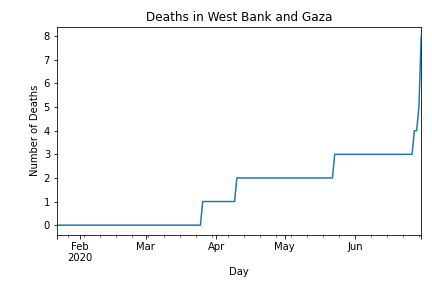 Deaths in West Bank and Gaza
8
7
6
5
4
3
2
1
0
Number of Deaths
Feb
2020
Mar
Apr
May
Jun
Day